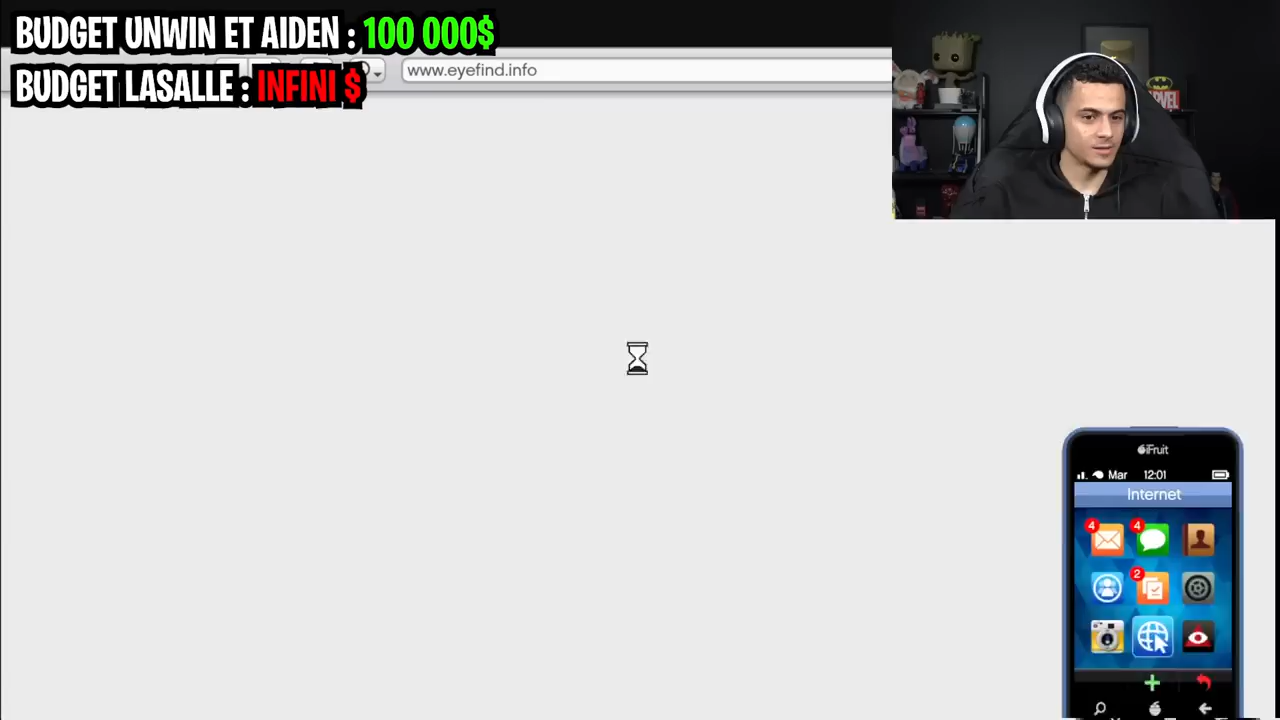 BUDGET UNWIN ET AIDEN : 100 000$
BUDGET LASALLE : INFINI $
www.eyefind.info
MARVEL
iFruit
Mar 12:01
Internet
4
4
2